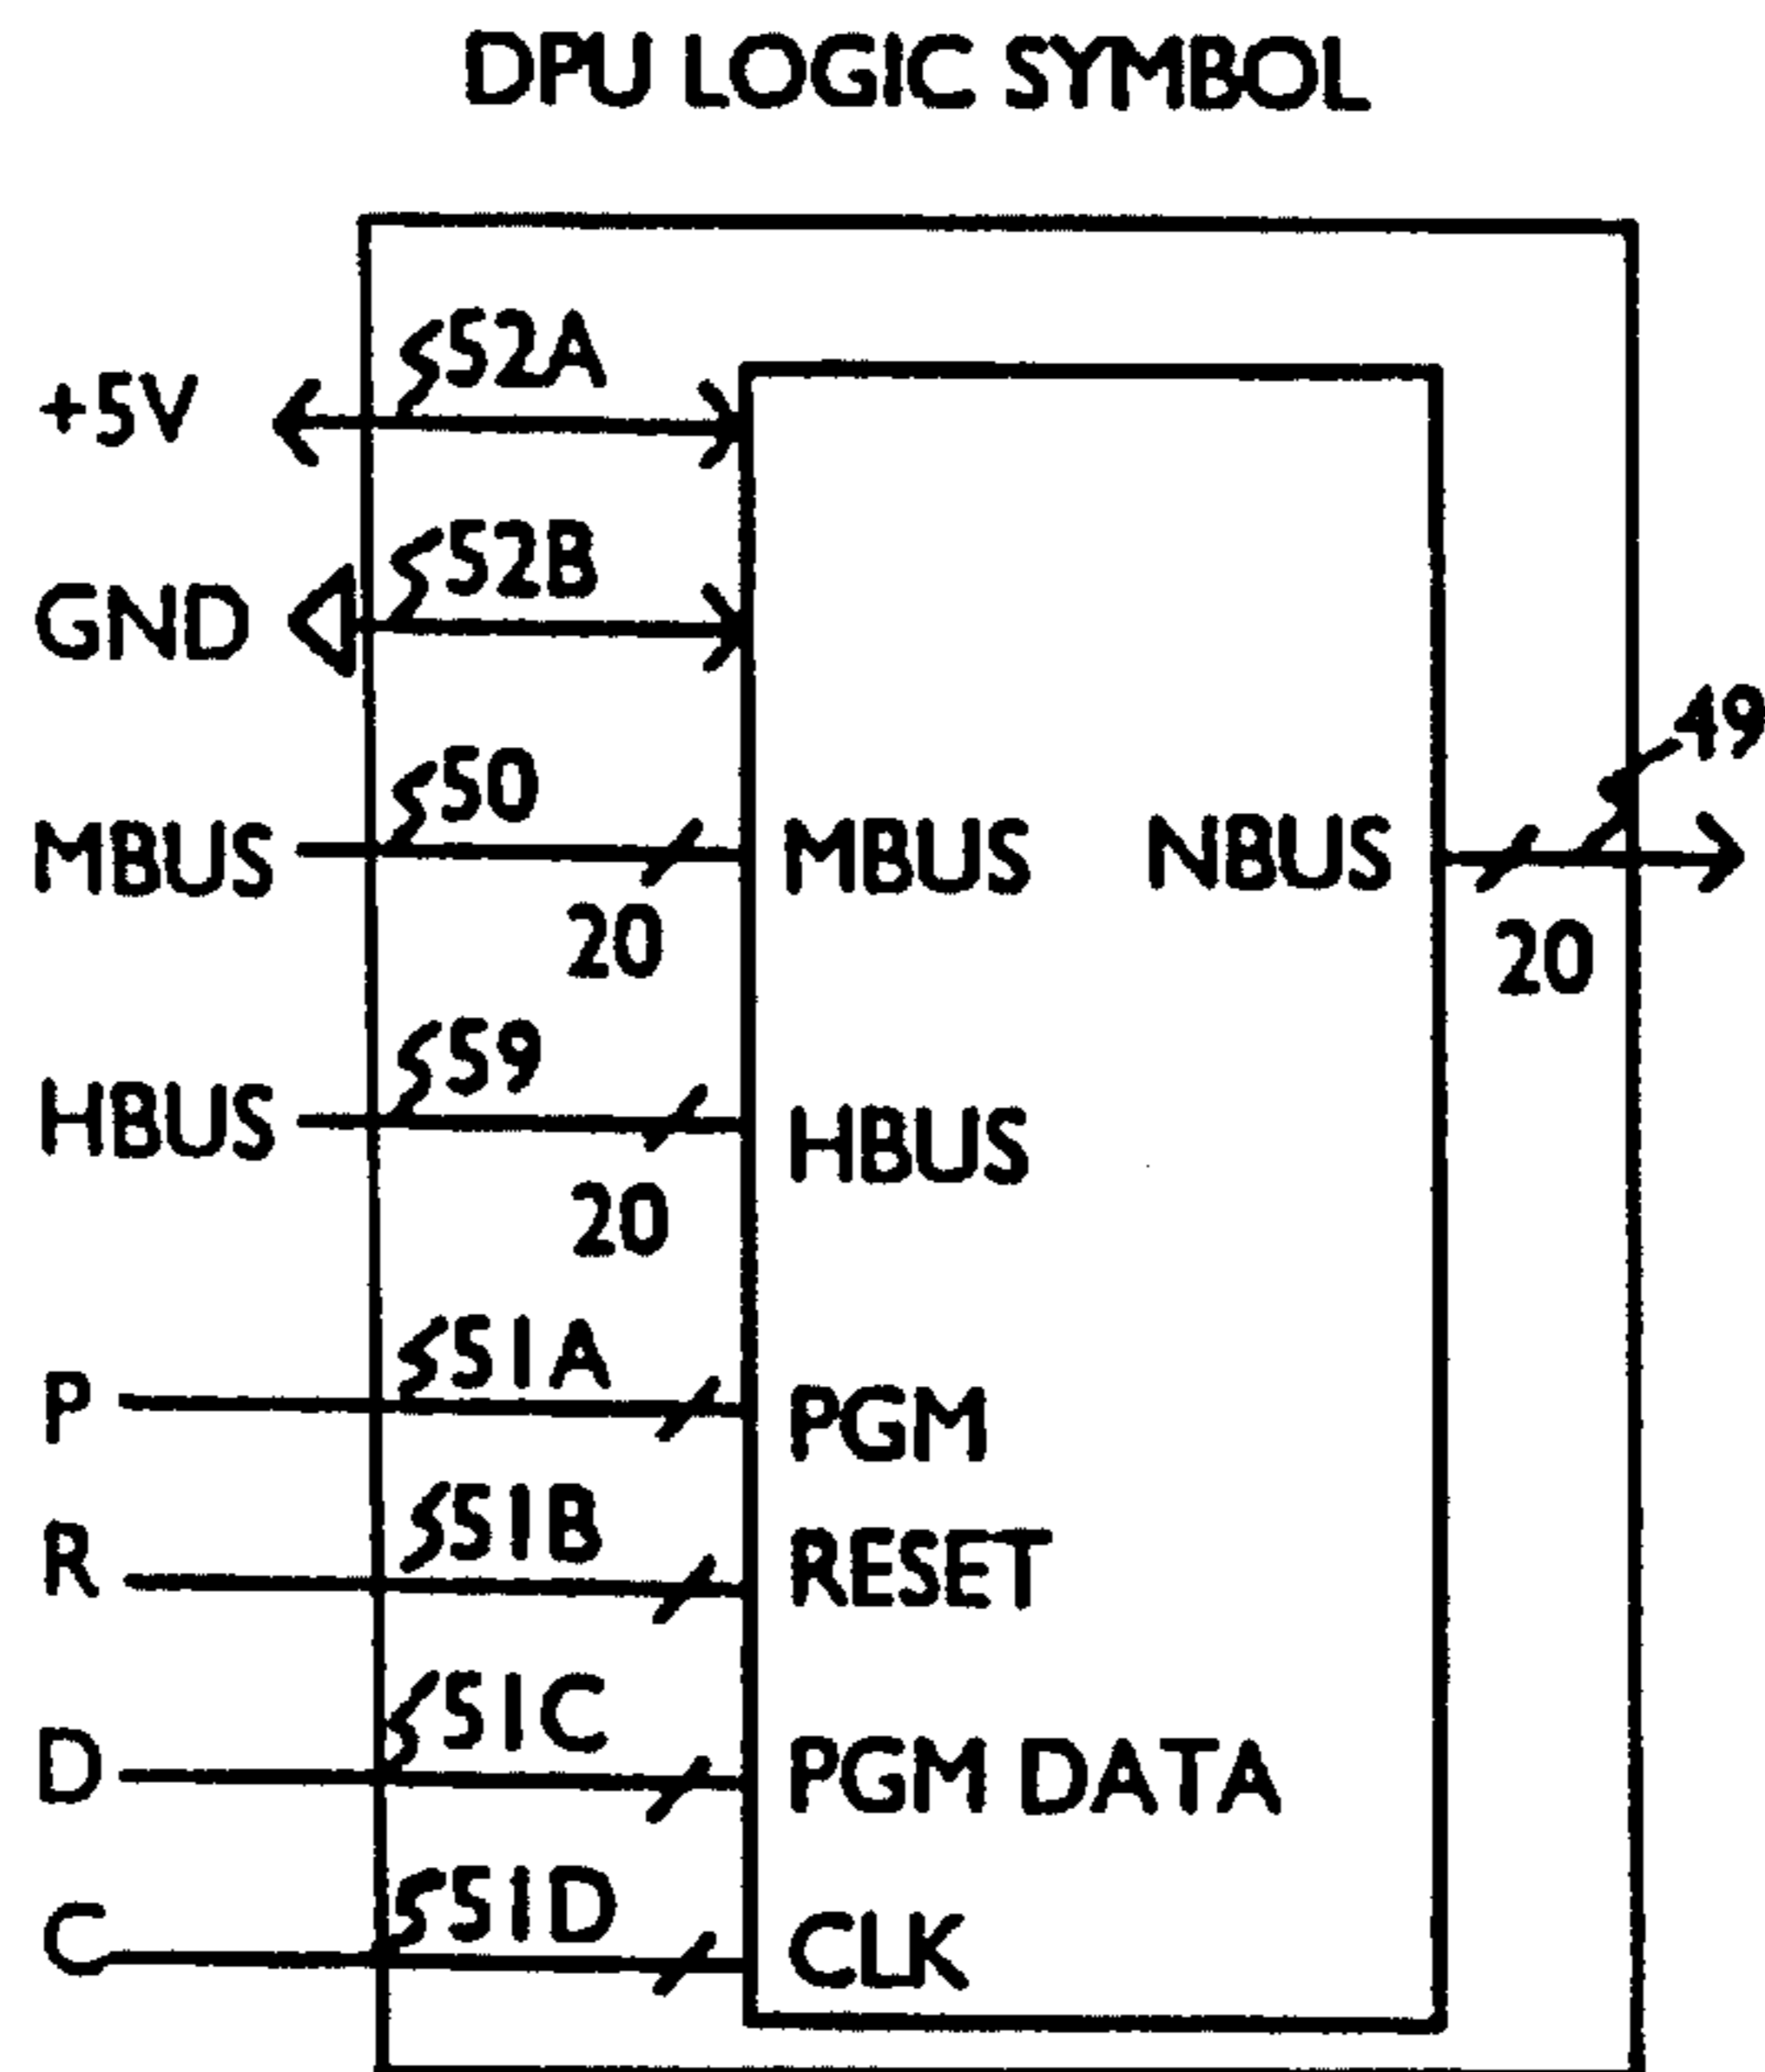 DPU LOGIC SYMBOL
52A
+5V
52B
GND
49
50
MBUS MBUS NBUS
20 20
59
HBUS HBUS
20
51A
P PGM
51B
R RESET
51C
D PGM DATA
51D
C CLK